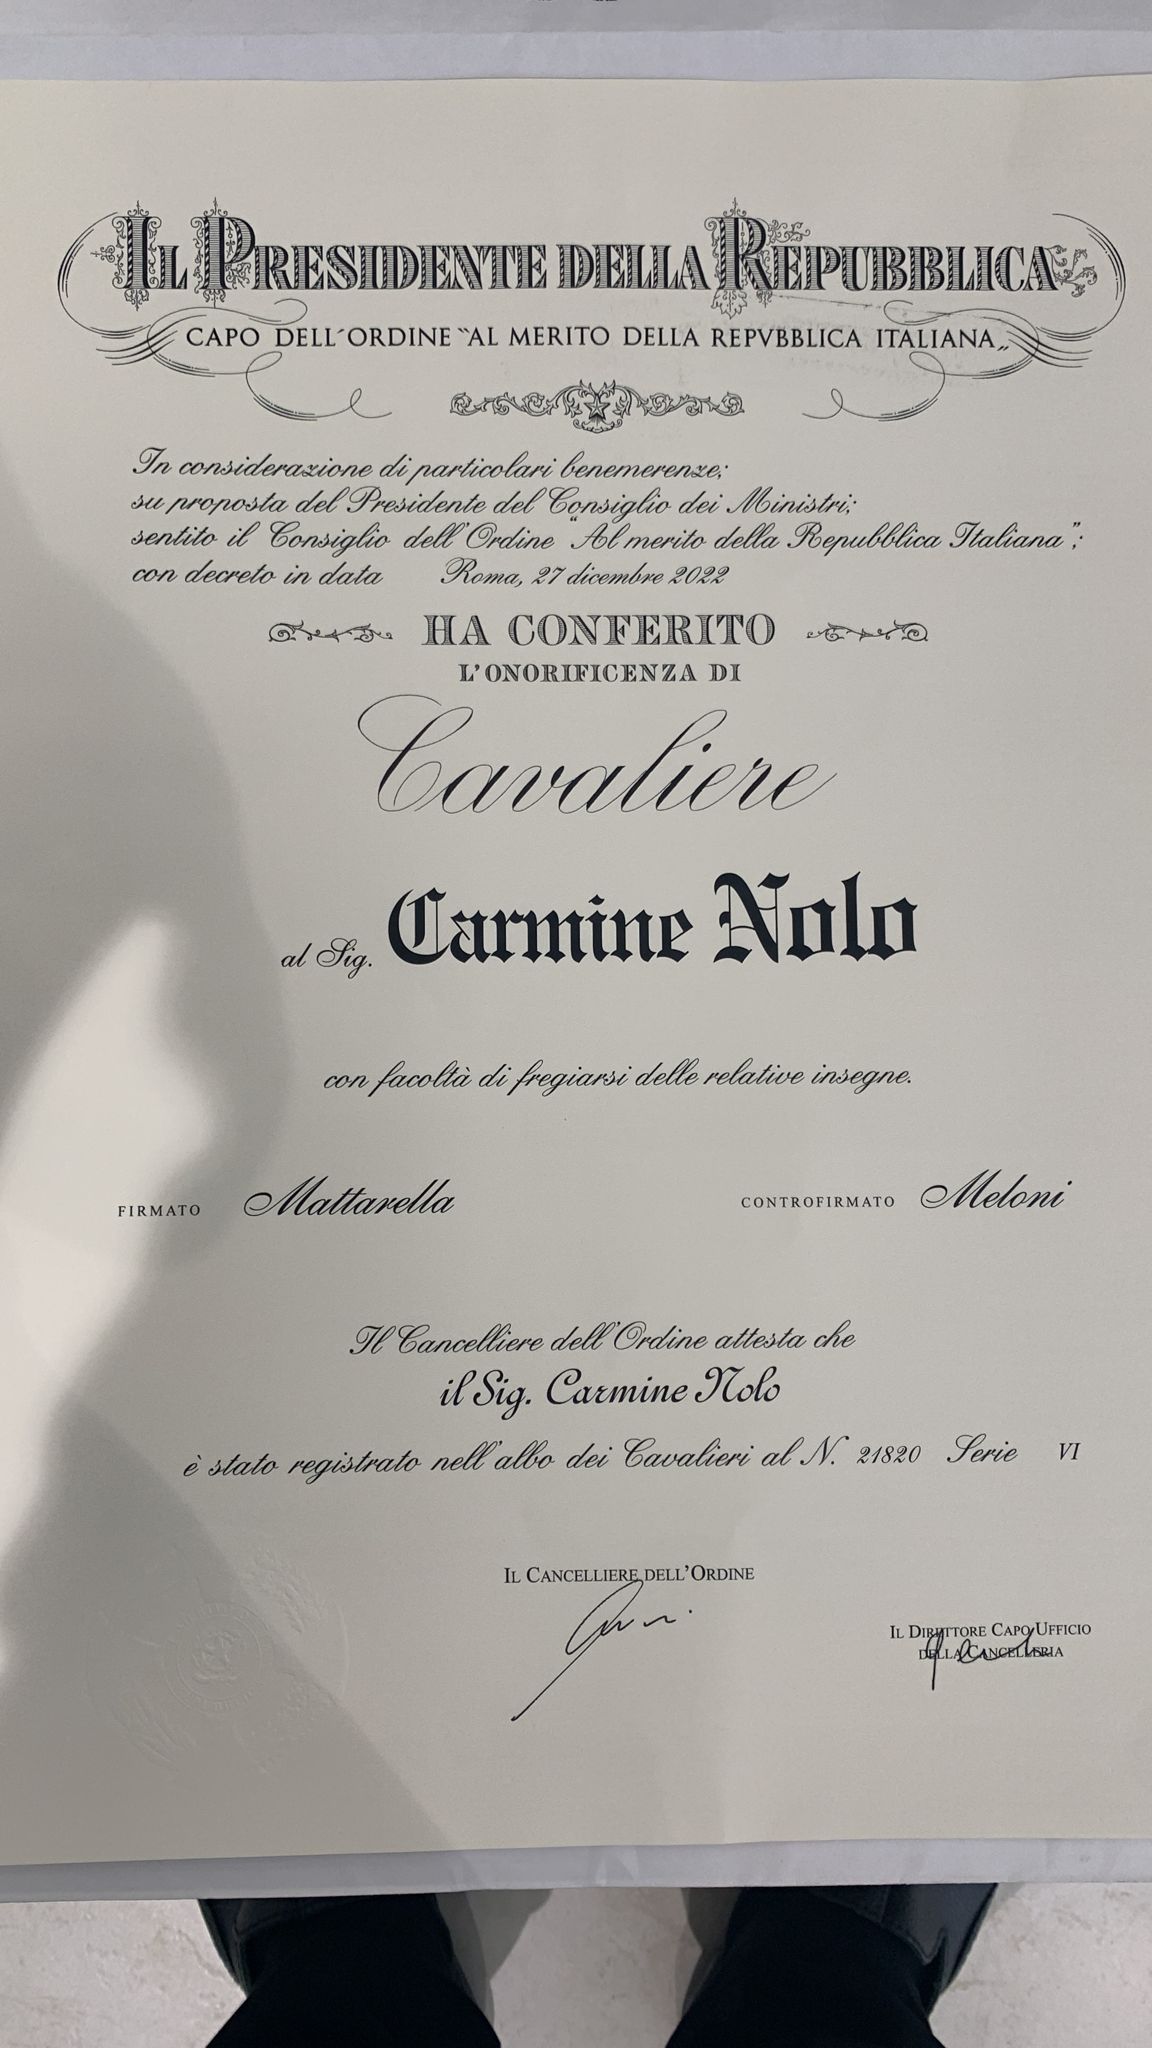 IL PRESIDENTE DELLA REPUBBLICA
CAPO DELL'ORDINE "AL MERITO DELLA REPVBBLICA ITALIANA„
In considerazione di particolari benemerenze;
su proposta del Presidente del Consiglio dei Ministri;
sentito il Consiglio dell'Ordine "Al merito della Repubblica Italiana";
con decreto in data Roma, 27 dicembre 2022
HA CONFERITO
L'ONORIFICENZA DI
Cavaliere
al Sig. Carmine Nolo
con facoltà di fregiarsi delle relative insegne.
FIRMATO Mattarella CONTROFIRMATO Meloni
Il Cancelliere dell'Ordine attesta che
il Sig. Carmine Nolo
è stato registrato nell'albo dei Cavalieri al N. 21820 Serie VI
IL CANCELLIERE DELL'ORDINE
IL DIRETTORE CAPO UFFICIO
DELLA CANCELLERIA